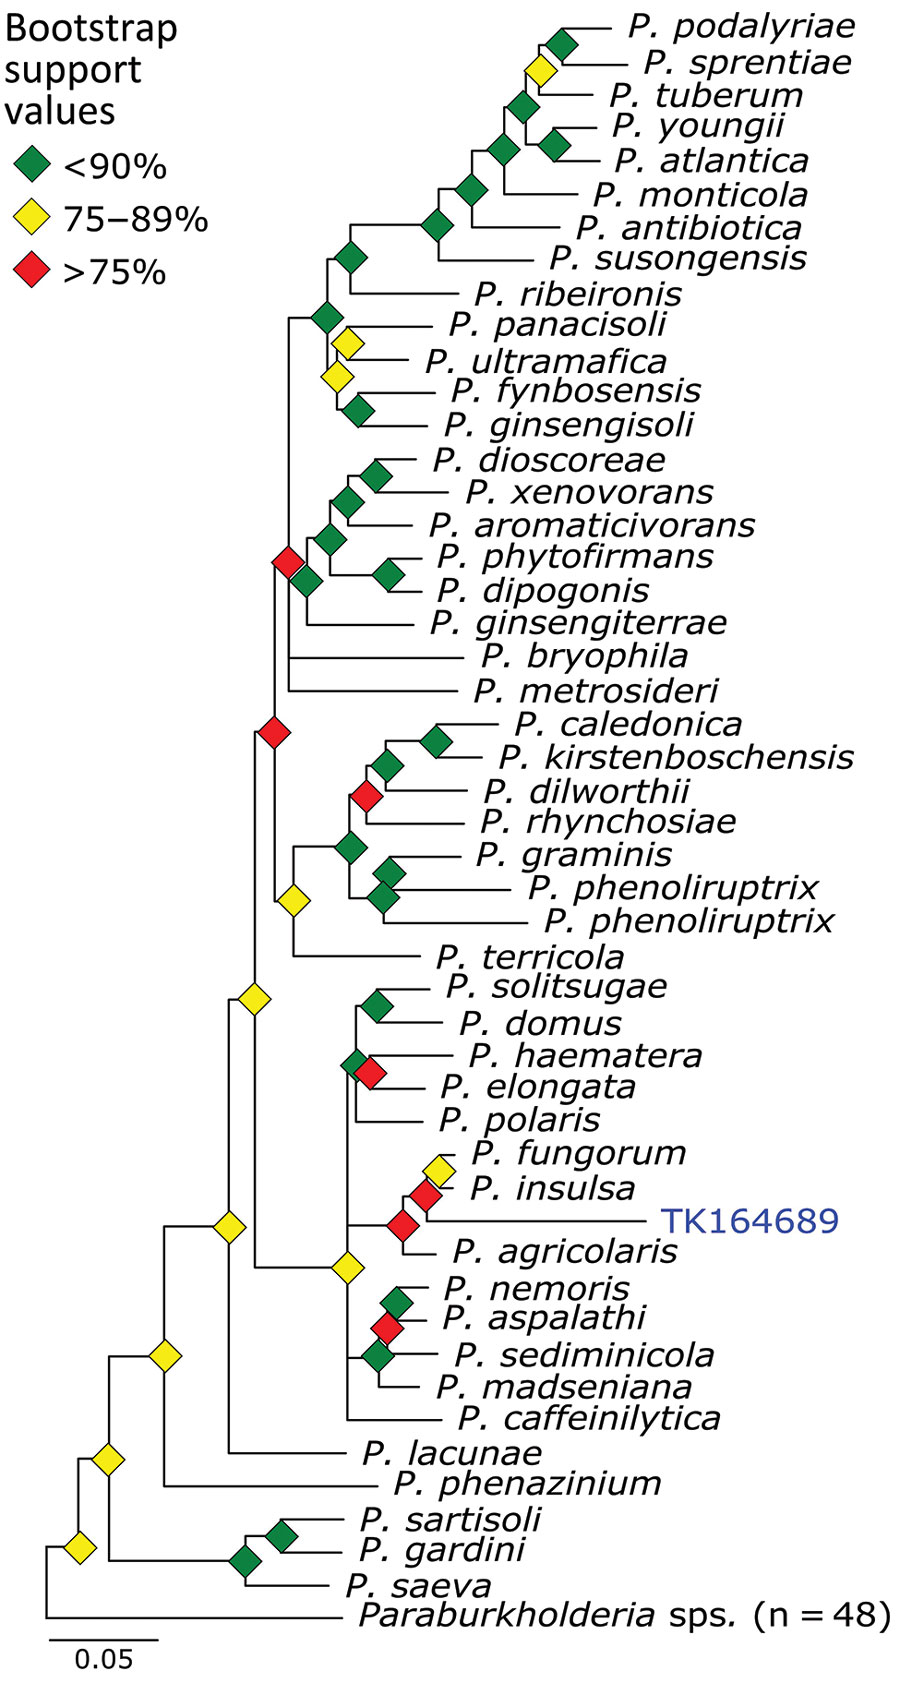 Bootstrap
support
values
<90%
75–89%
>75%
P. podalyriae
P. sprentiae
P. tuberum
P. youngii
P. atlantica
P. monticola
P. antibiotica
P. susongensis
P. ribeironis
P. panacisoli
P. ultramafica
P. fynbosensis
P. ginsengisoli
P. dioscoreae
P. xenovorans
P. aromaticivorans
P. phytofirmans
P. dipogonis
P. ginsengiterrae
P. bryophila
P. metrosideri
P. caledonica
P. kirstenboschensis
P. dilworthii
P. rhynchosiae
P. graminis
P. phenoliruptrix
P. phenoliruptrix
P. terricola
P. solitsugae
P. domus
P. haematera
P. elongata
P. polaris
P. fungorum
P. insulsa
TK164689
P. agricolaris
P. nemoris
P. aspalathi
P. sediminicola
P. madseniana
P. caffeinilytica
P. lacunae
P. phenazinium
P. sartisoli
P. gardini
P. saeva
Paraburkholderia sps. (n = 48)
0.05